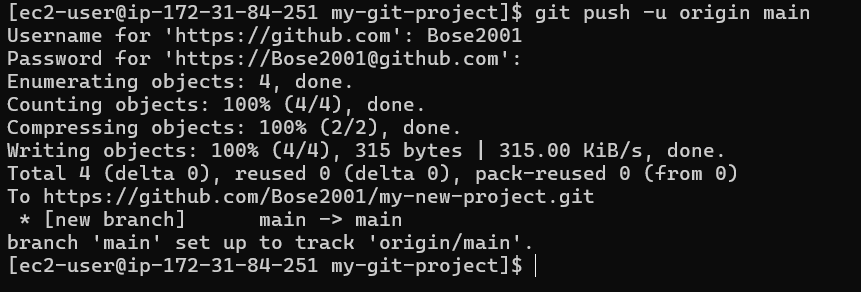 [ec2-user@ip-172-31-84-251 my-git-project]$ git push -u origin main
Username for 'https://github.com': Bose2001
Password for 'https://Bose2001@github.com':
Enumerating objects: 4, done.
Counting objects: 100% (4/4), done.
Compressing objects: 100% (2/2), done.
Writing objects: 100% (4/4), 315 bytes | 315.00 KiB/s, done.
Total 4 (delta 0), reused 0 (delta 0), pack-reused 0 (from 0)
To https://github.com/Bose2001/my-new-project.git
 * [new branch]      main -> main
branch 'main' set up to track 'origin/main'.
[ec2-user@ip-172-31-84-251 my-git-project]$